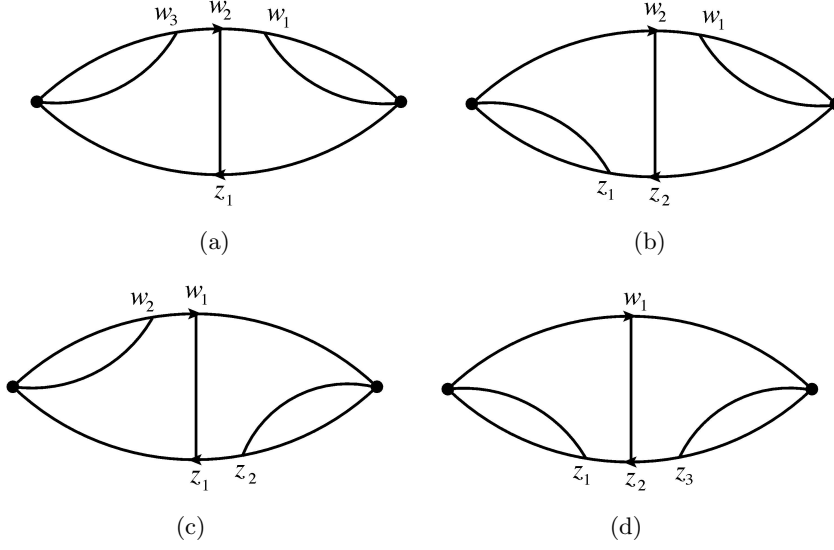 w₃ w₂ w₁
z₁
(a)
w₂ w₁
z₁ z₂
(b)
w₂ w₁
z₁ z₂
(c)
w₁
z₁ z₂ z₃
(d)